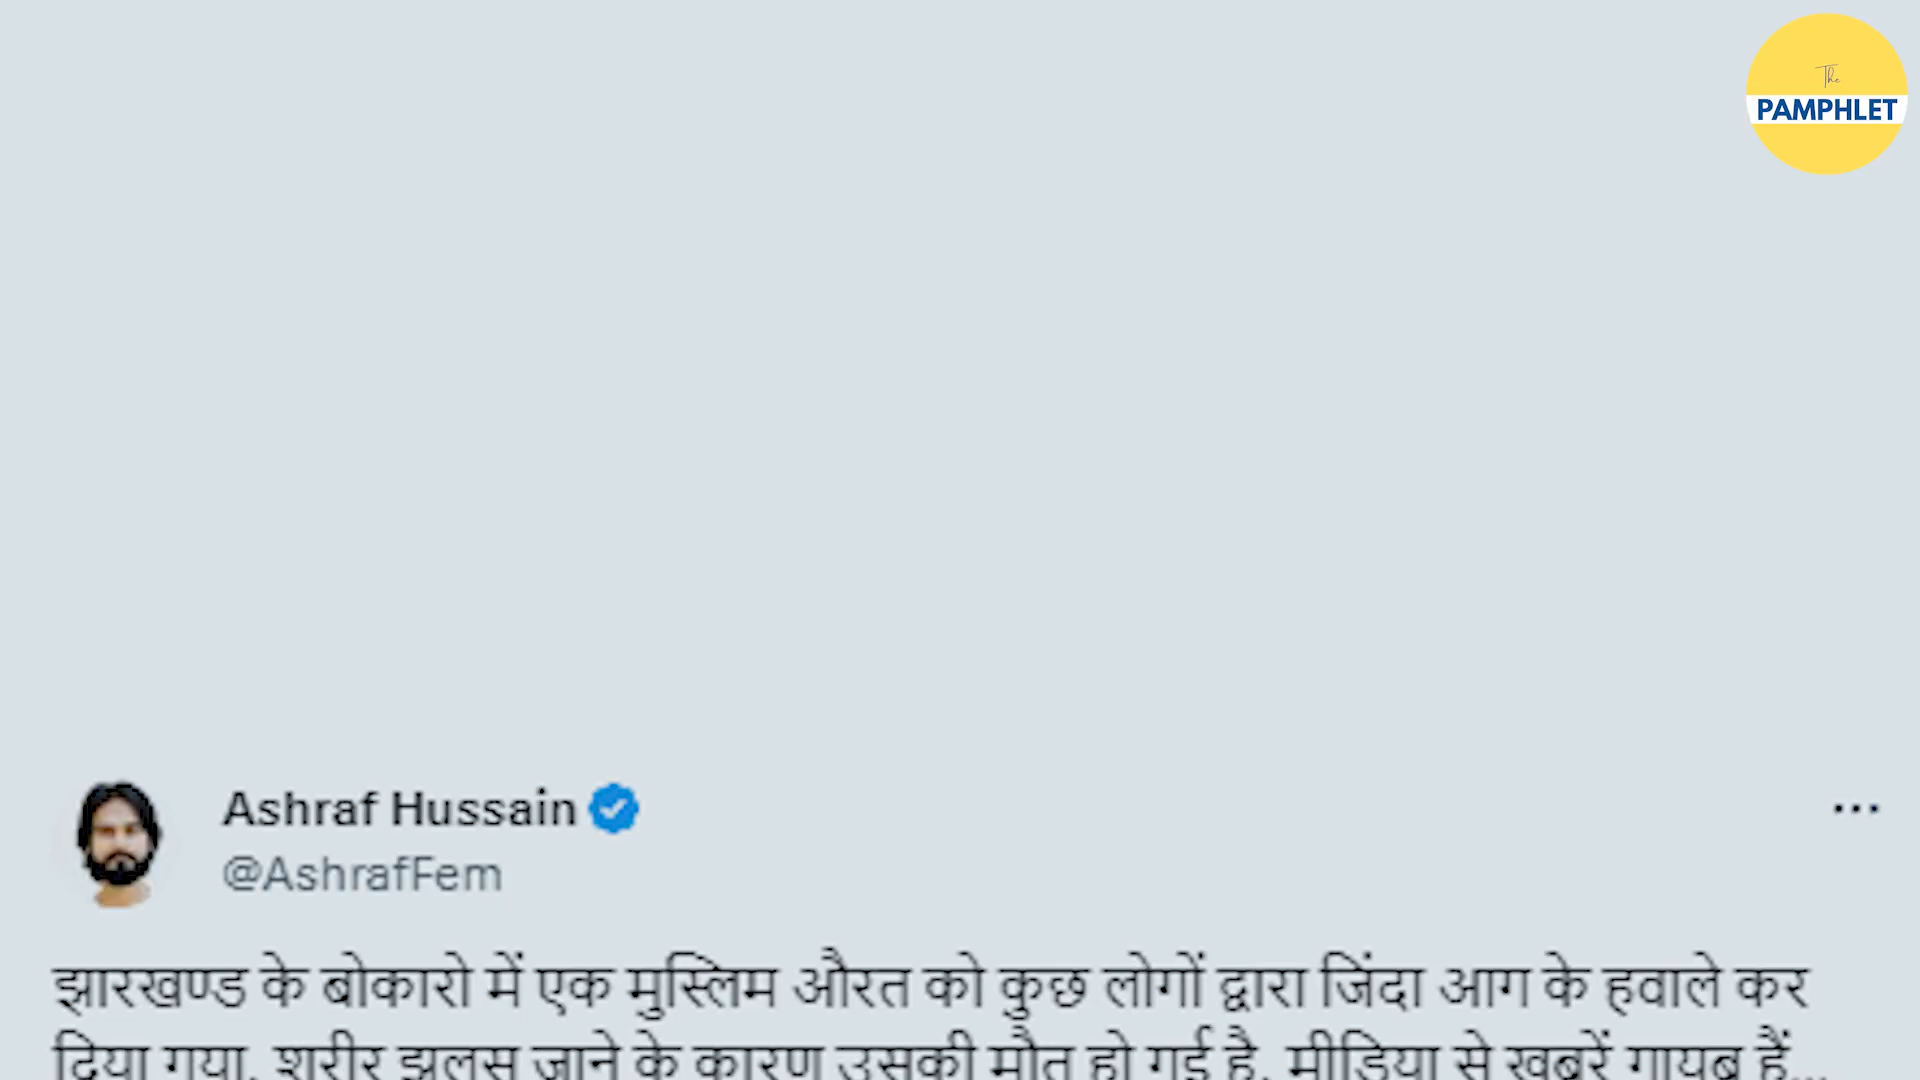 The
PAMPHLET
Ashraf Hussain
...
@AshrafFem
झारखण्ड के बोकारो में एक मुस्लिम औरत को कुछ लोगों द्वारा जिंदा आग के हवाले कर
दिया गया. शरीर झुलस जाने के कारण उसकी मौत हो गई है. मीडिया से खबरें गायब हैं...